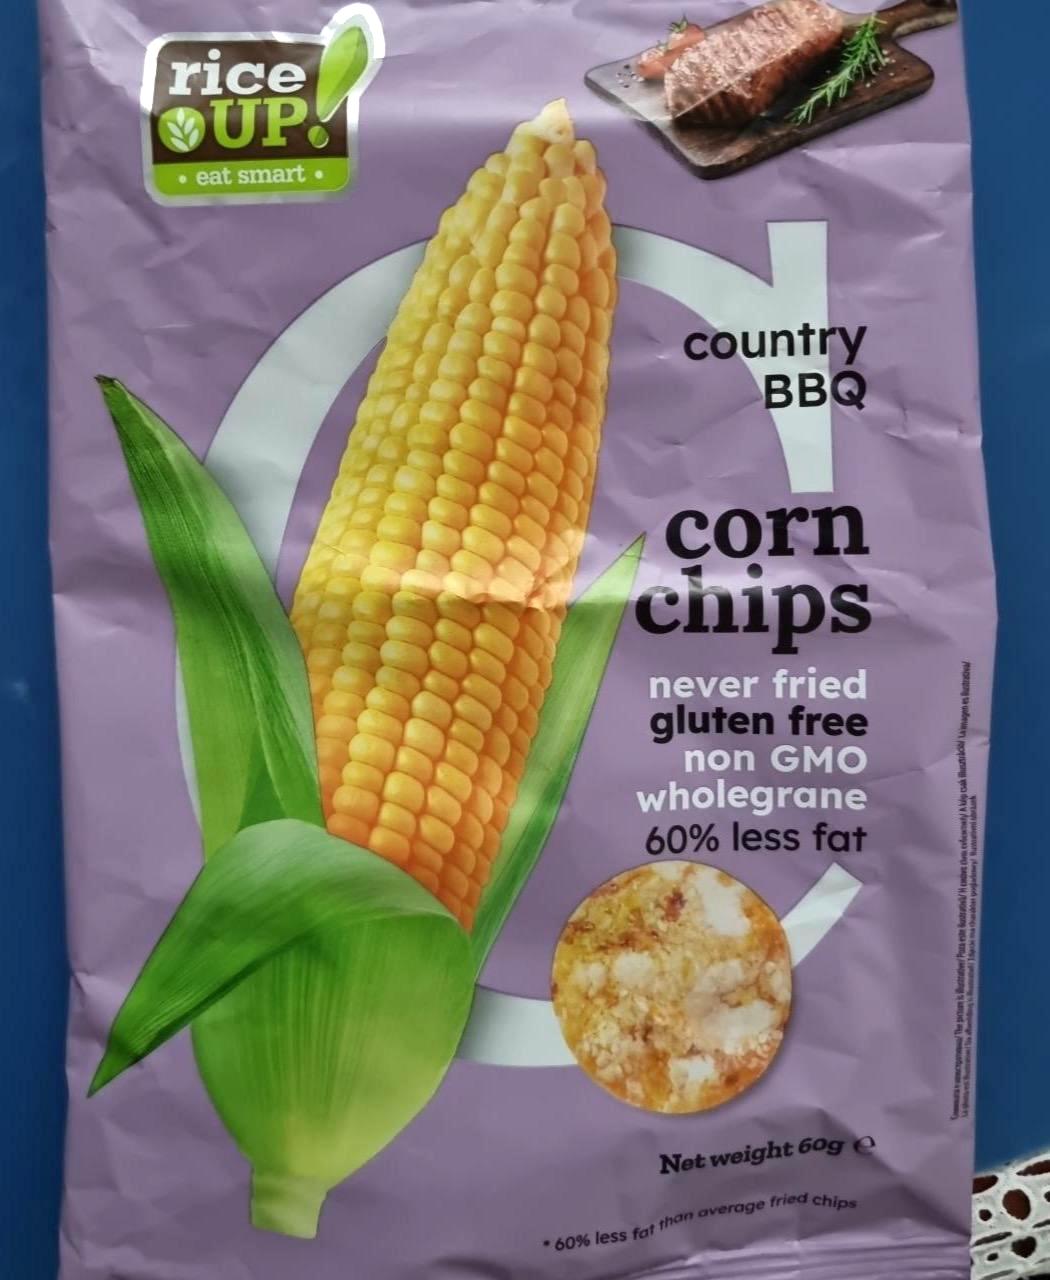 rice
UP!
• eat smart •
country
BBQ
corn
chips
never fried
gluten free
non GMO
wholegrane
60% less fat
Net weight 60g ℮
* 60% less fat than average fried chips